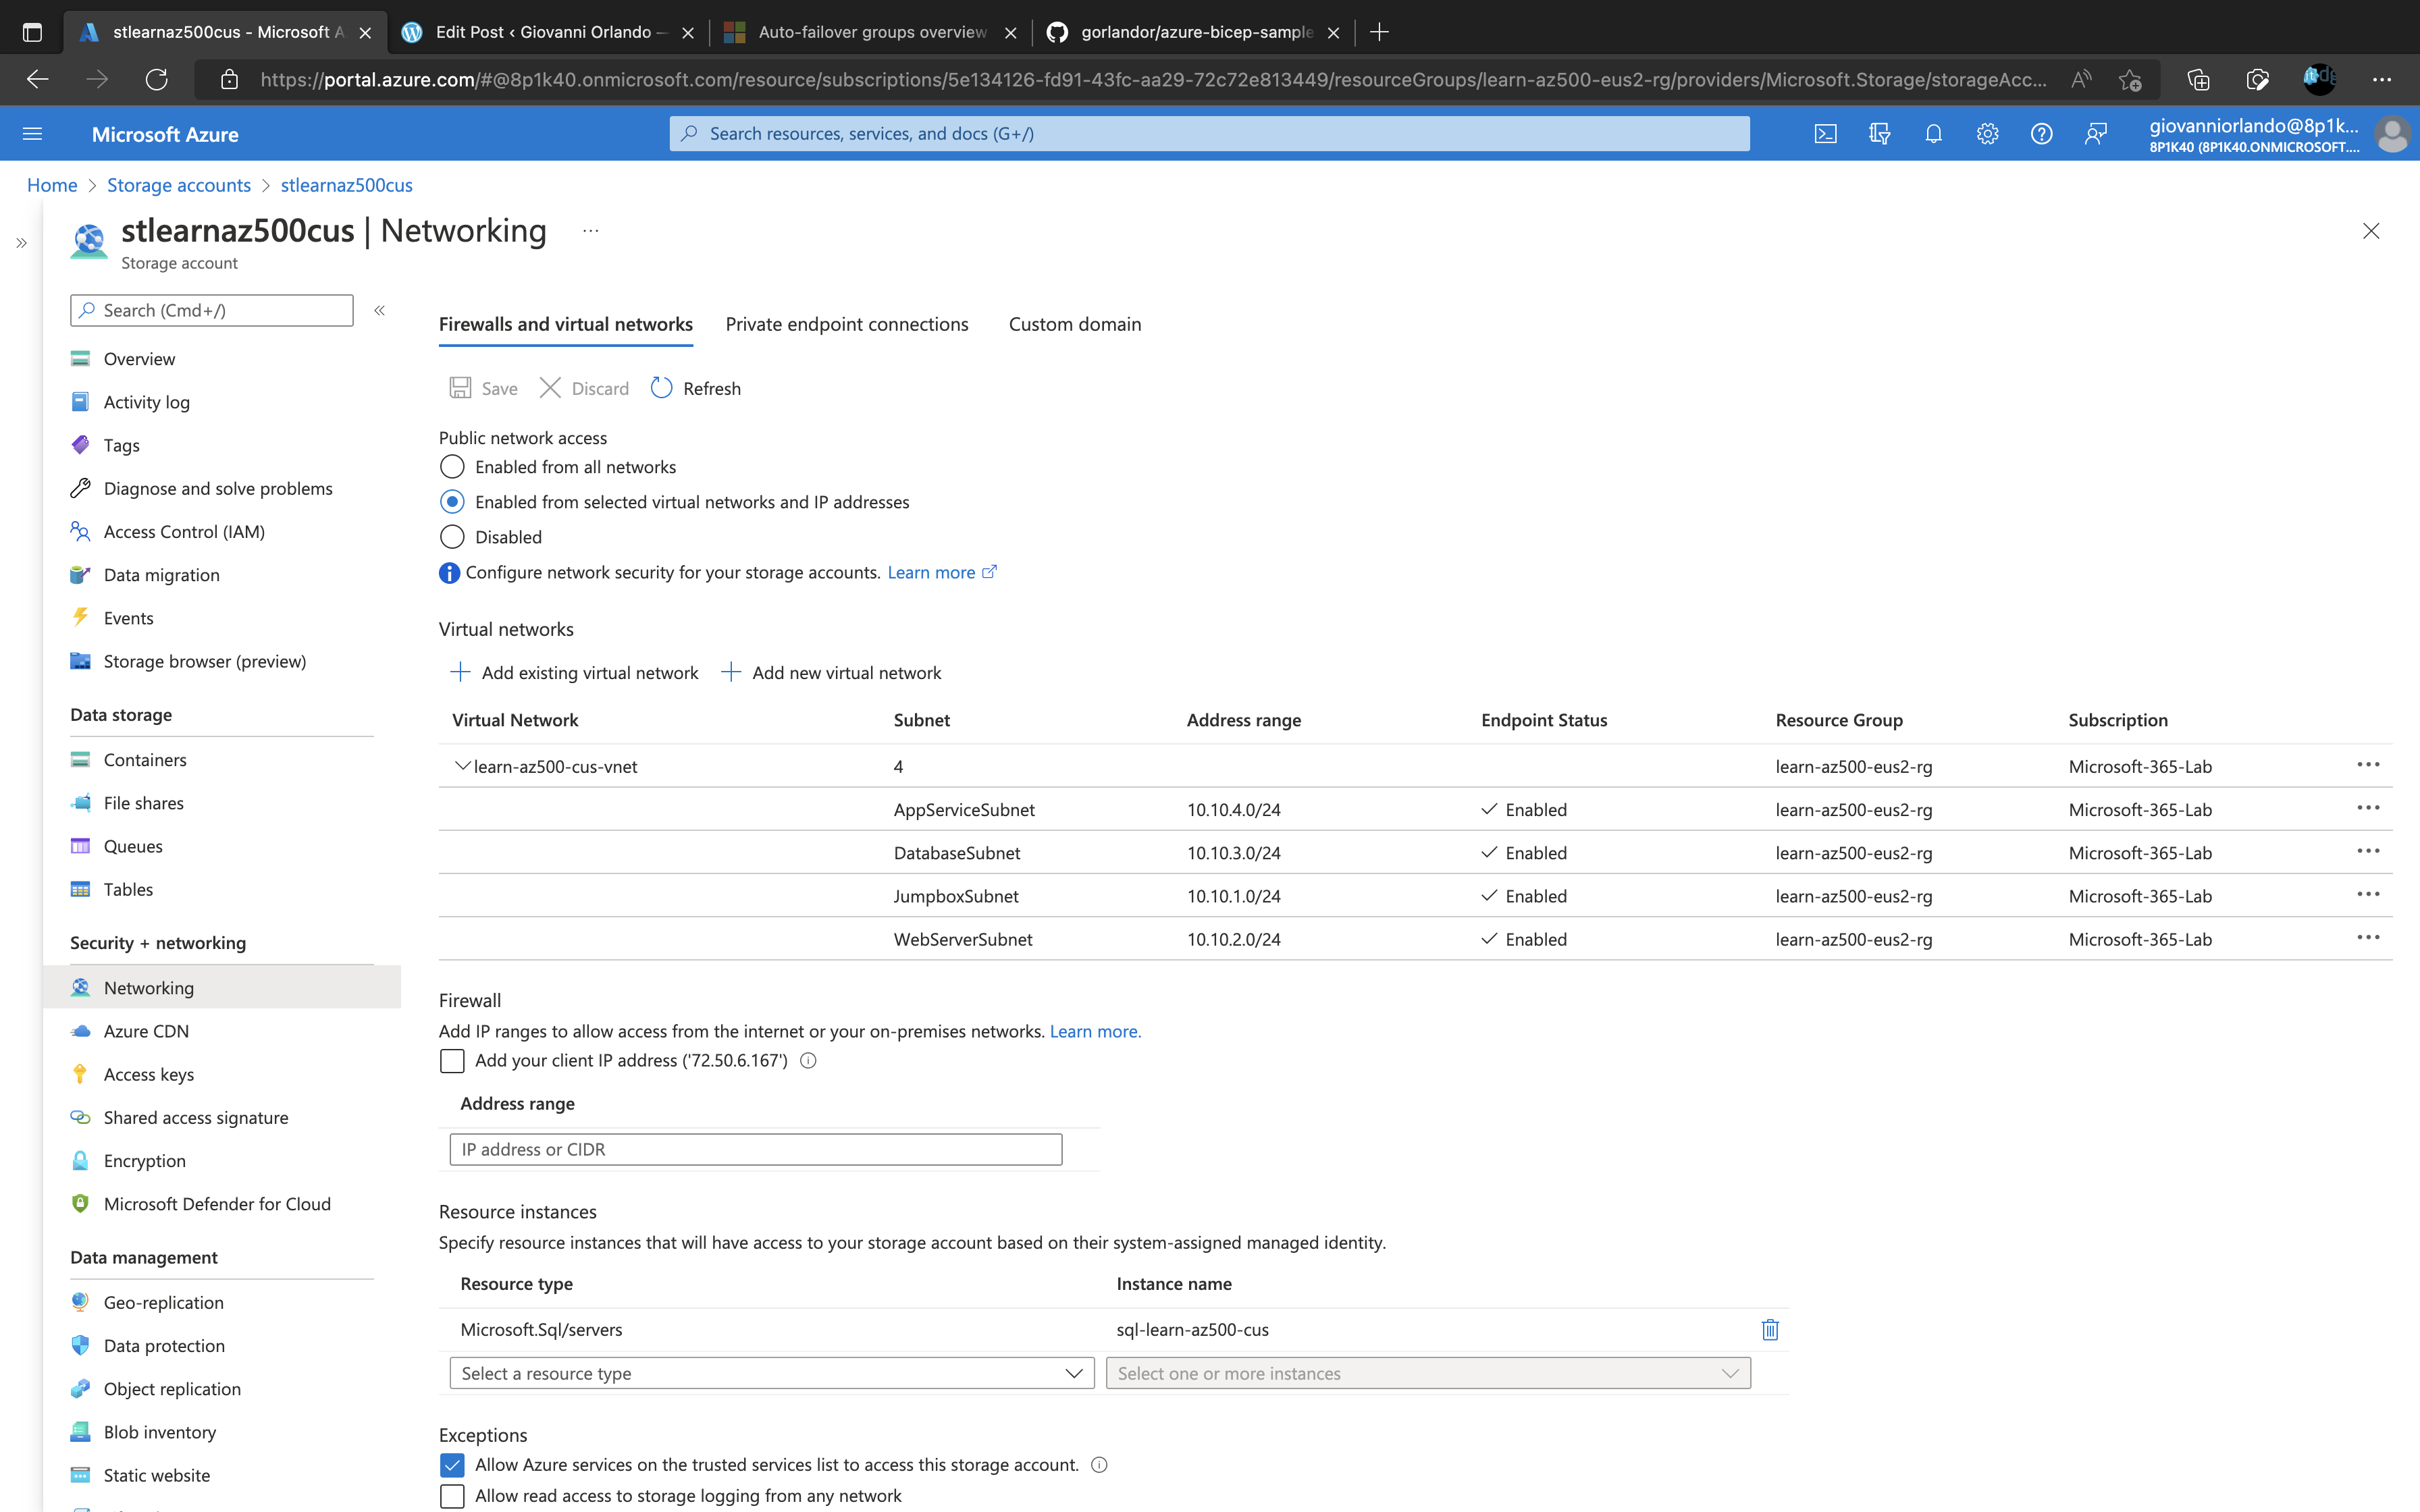 stlearnaz500cus - Microsoft A
Edit Post ‹ Giovanni Orlando —
Auto-failover groups overview
gorlandor/azure-bicep-sample
https://portal.azure.com/#@8p1k40.onmicrosoft.com/resource/subscriptions/5e134126-fd91-43fc-aa29-72c72e813449/resourceGroups/learn-az500-eus2-rg/providers/Microsoft.Storage/storageAcc...
Microsoft Azure
Search resources, services, and docs (G+/)
giovanniorlando@8p1k...
8P1K40 (8P1K40.ONMICROSOFT....
Home > Storage accounts > stlearnaz500cus
stlearnaz500cus | Networking ...
Storage account
Search (Cmd+/)
Overview
Activity log
Tags
Diagnose and solve problems
Access Control (IAM)
Data migration
Events
Storage browser (preview)
Data storage
Containers
File shares
Queues
Tables
Security + networking
Networking
Azure CDN
Access keys
Shared access signature
Encryption
Microsoft Defender for Cloud
Data management
Geo-replication
Data protection
Object replication
Blob inventory
Static website
Firewalls and virtual networks Private endpoint connections Custom domain
Save Discard Refresh
Public network access
Enabled from all networks
Enabled from selected virtual networks and IP addresses
Disabled
Configure network security for your storage accounts. Learn more
Virtual networks
+ Add existing virtual network + Add new virtual network
Virtual Network Subnet Address range Endpoint Status Resource Group Subscription
learn-az500-cus-vnet 4 learn-az500-eus2-rg Microsoft-365-Lab
AppServiceSubnet 10.10.4.0/24 Enabled learn-az500-eus2-rg Microsoft-365-Lab
DatabaseSubnet 10.10.3.0/24 Enabled learn-az500-eus2-rg Microsoft-365-Lab
JumpboxSubnet 10.10.1.0/24 Enabled learn-az500-eus2-rg Microsoft-365-Lab
WebServerSubnet 10.10.2.0/24 Enabled learn-az500-eus2-rg Microsoft-365-Lab
Firewall
Add IP ranges to allow access from the internet or your on-premises networks. Learn more.
Add your client IP address ('72.50.6.167')
Address range
IP address or CIDR
Resource instances
Specify resource instances that will have access to your storage account based on their system-assigned managed identity.
Resource type Instance name
Microsoft.Sql/servers sql-learn-az500-cus
Select a resource type Select one or more instances
Exceptions
Allow Azure services on the trusted services list to access this storage account.
Allow read access to storage logging from any network